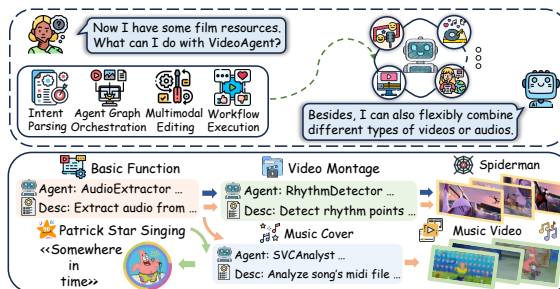 Now I have some film resources.
What can I do with VideoAgent?
Intent
Parsing
Agent Graph
Orchestration
Multimodal
Editing
Workflow
Execution
Besides, I can also flexibly combine
different types of videos or audios.
Basic Function
Agent: AudioExtractor ...
Desc: Extract audio from ...
Video Montage
Agent: RhythmDetector ...
Desc: Detect rhythm points ...
Spiderman
Patrick Star Singing
<<Somewhere
in
time>>
Music Cover
Agent: SVCAnalyst ...
Desc: Analyze song's midi file ...
Music Video